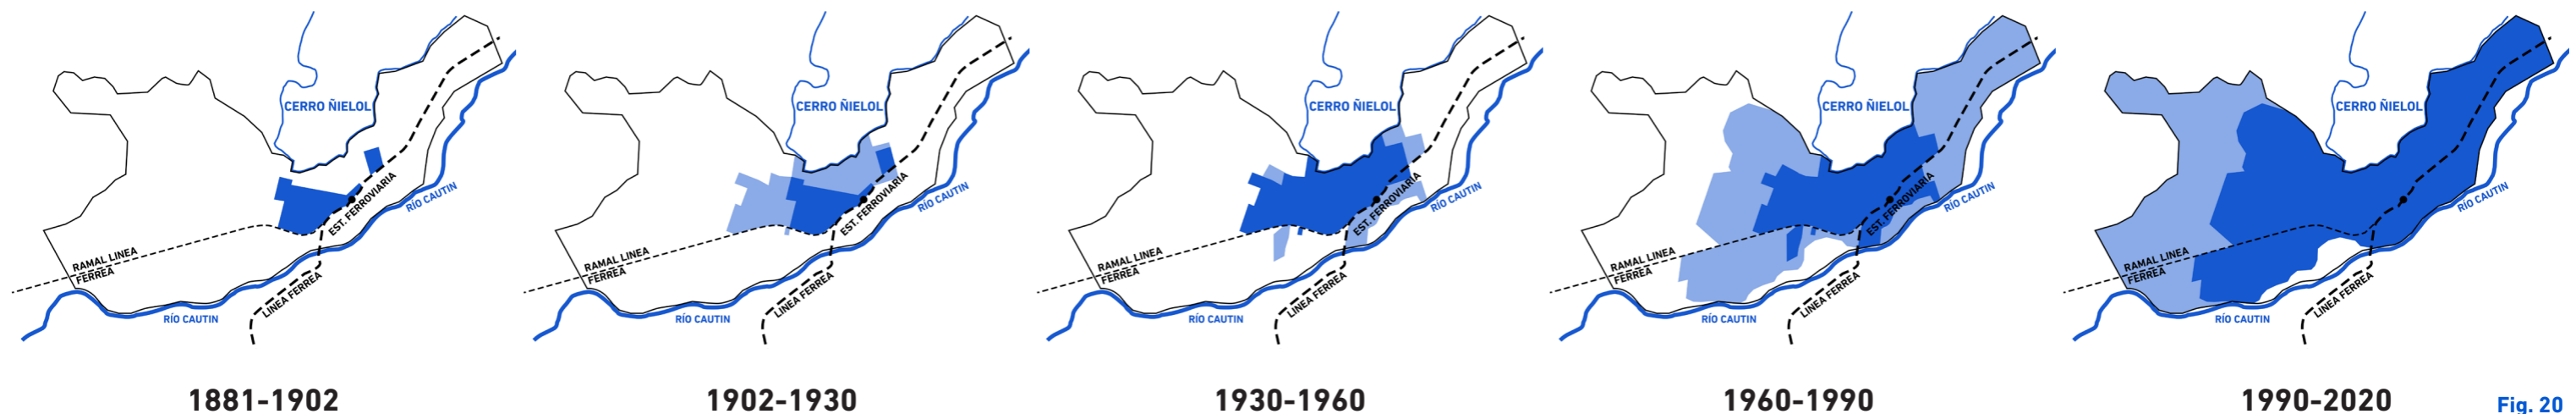 CERRO ÑIELOL
EST. FERROVIARIA
RÍO CAUTIN
RAMAL LINEA
FERREA
LINEA FERREA
RÍO CAUTIN
1881-1902
CERRO ÑIELOL
EST. FERROVIARIA
RÍO CAUTIN
RAMAL LINEA
FERREA
LINEA FERREA
RÍO CAUTIN
1902-1930
CERRO ÑIELOL
EST. FERROVIARIA
RÍO CAUTIN
RAMAL LINEA
FERREA
LINEA FERREA
RÍO CAUTIN
1930-1960
CERRO ÑIELOL
EST. FERROVIARIA
RÍO CAUTIN
RAMAL LINEA
FERREA
LINEA FERREA
RÍO CAUTIN
1960-1990
CERRO ÑIELOL
RÍO CAUTIN
RAMAL LINEA
FERREA
LINEA FERREA
RÍO CAUTIN
1990-2020
Fig. 20